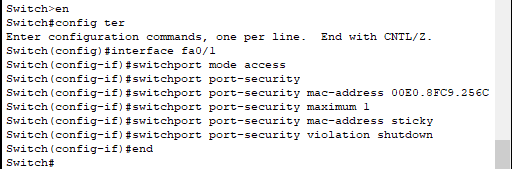 Switch>en
Switch#config ter
Enter configuration commands, one per line.  End with CNTL/Z.
Switch(config)#interface fa0/1
Switch(config-if)#switchport mode access
Switch(config-if)#switchport port-security
Switch(config-if)#switchport port-security mac-address 00E0.8FC9.256C
Switch(config-if)#switchport port-security maximum 1
Switch(config-if)#switchport port-security mac-address sticky
Switch(config-if)#switchport port-security violation shutdown
Switch(config-if)#end
Switch#